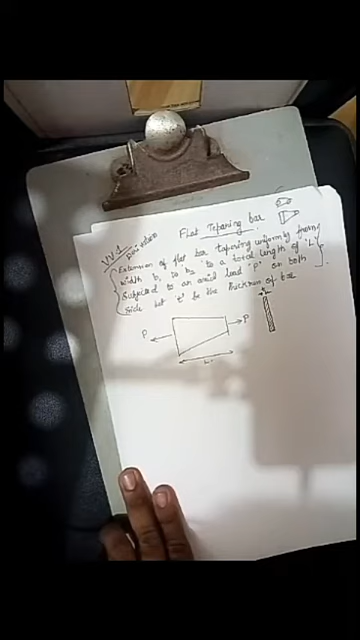 Flat Tapering bar
VV.I
Extension of flat bar tapering uniformly from
width b₁ to b₂ to a total length of 'L'
Subjected to an axial load 'P' on both
side let 't' be the thickness of bar
P
P
L